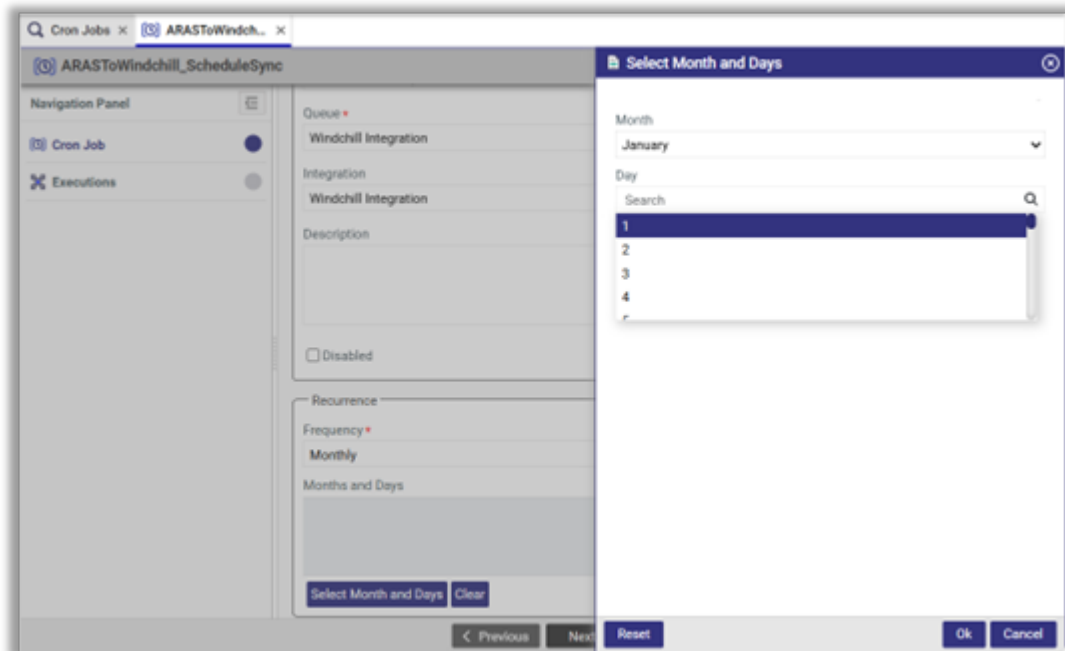 Cron Jobs ×
ARASToWindch... ×
ARASToWindchill_ScheduleSync
Navigation Panel
Cron Job
Executions
Queue •
Windchill Integration
Integration
Windchill Integration
Description
Disabled
Recurrence
Frequency •
Monthly
Months and Days
Select Month and Days Clear
< Previous Next
Select Month and Days
Month
January
Day
Search
1
2
3
4
5
Reset Ok Cancel